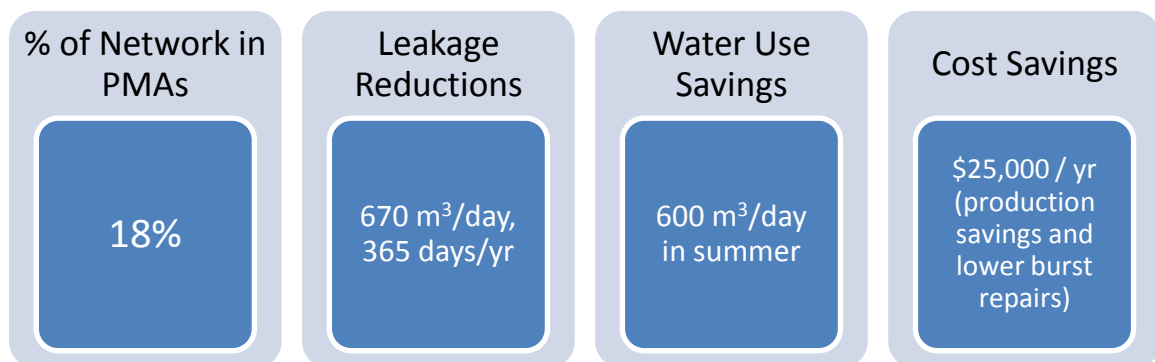 % of Network in
PMAs
18%
Leakage
Reductions
670 m³/day,
365 days/yr
Water Use
Savings
600 m³/day
in summer
Cost Savings
$25,000 / yr
(production
savings and
lower burst
repairs)